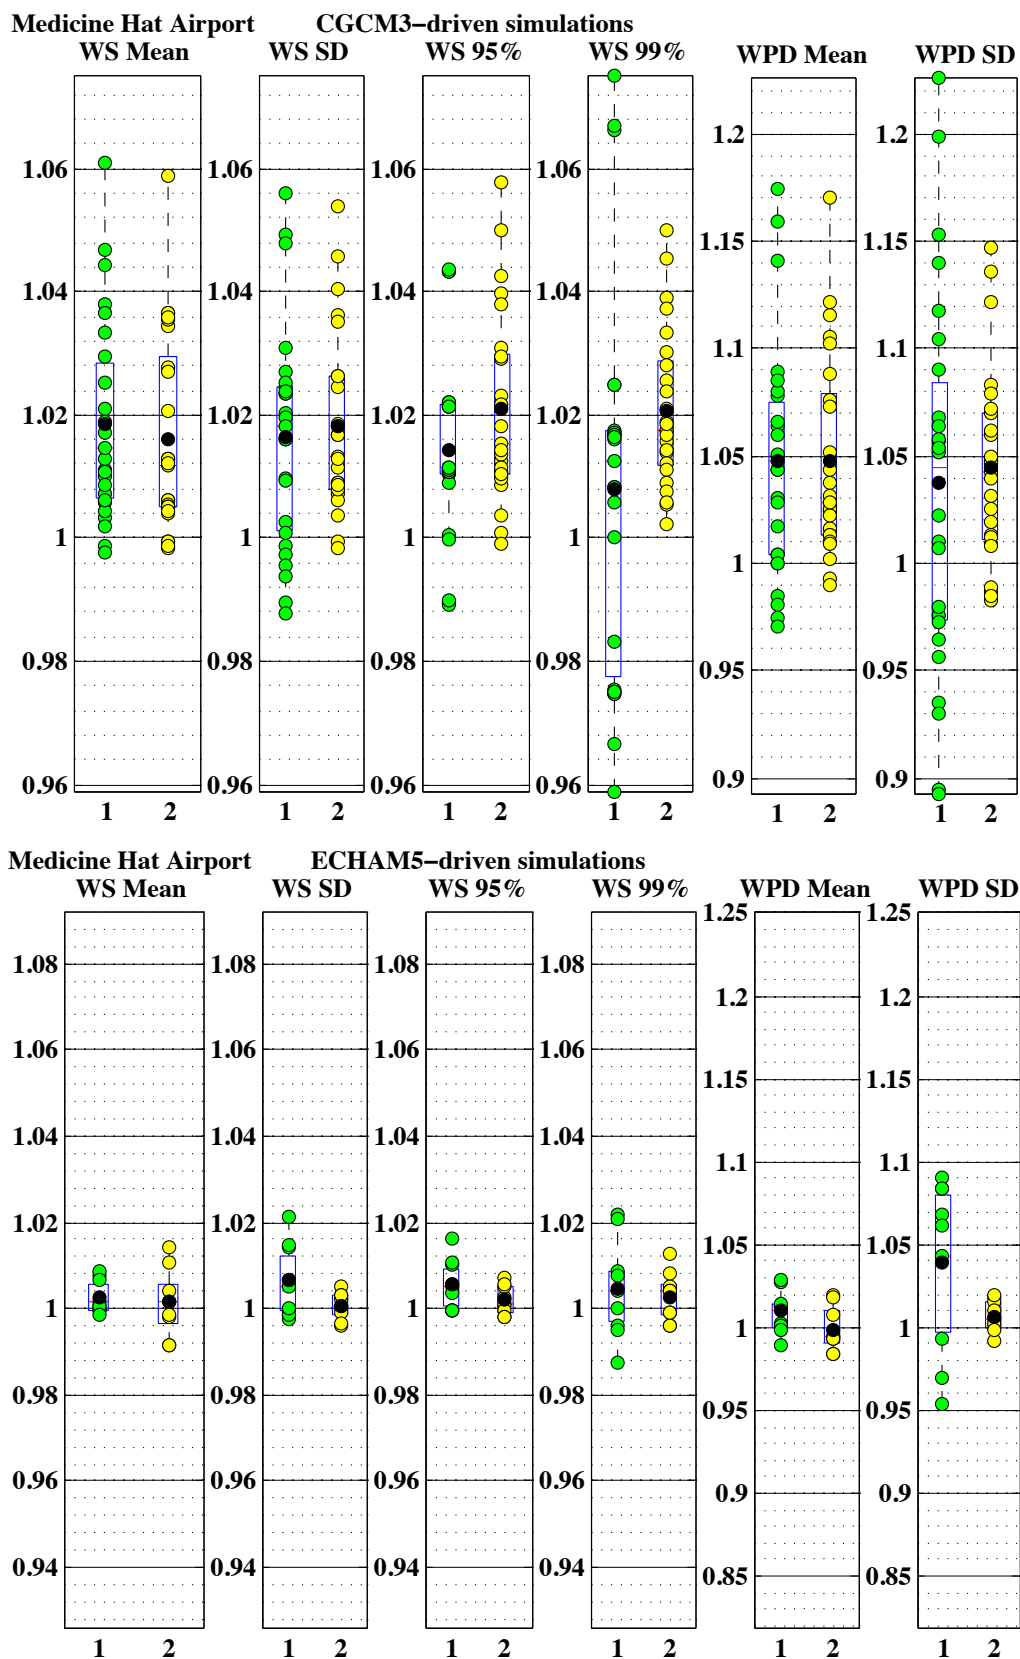 Medicine Hat Airport CGCM3−driven simulations
WS Mean WS SD WS 95% WS 99% WPD Mean WPD SD
1.06 1.06 1.06 1.06 1.2 1.2
1.04 1.04 1.04 1.04 1.15 1.15
1.02 1.02 1.02 1.02 1.1 1.1
1 1 1 1 1.05 1.05
0.98 0.98 0.98 0.98 1 1
0.96 0.96 0.96 0.96 0.95 0.95
0.9 0.9
1 2 1 2 1 2 1 2 1 2 1 2
Medicine Hat Airport ECHAM5−driven simulations
WS Mean WS SD WS 95% WS 99% WPD Mean WPD SD
1.25 1.25
1.08 1.08 1.08 1.08 1.2 1.2
1.06 1.06 1.06 1.06 1.15 1.15
1.04 1.04 1.04 1.04 1.1 1.1
1.02 1.02 1.02 1.02 1.05 1.05
1 1 1 1 1 1
0.98 0.98 0.98 0.98 0.95 0.95
0.96 0.96 0.96 0.96 0.9 0.9
0.94 0.94 0.94 0.94 0.85 0.85
1 2 1 2 1 2 1 2 1 2 1 2